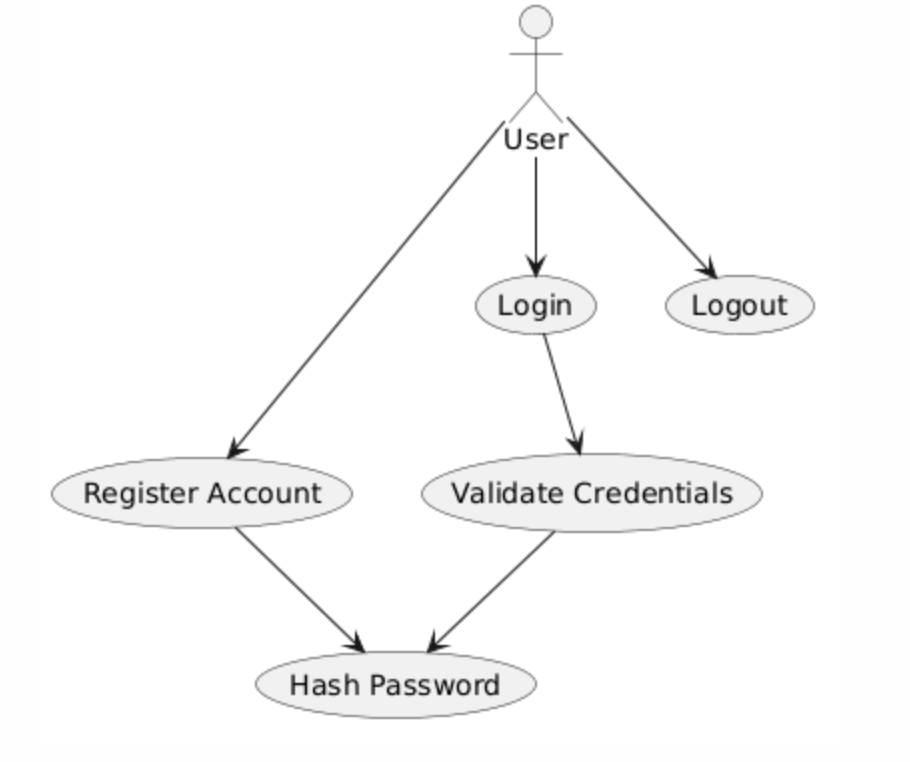 User
Login
Logout
Register Account
Validate Credentials
Hash Password